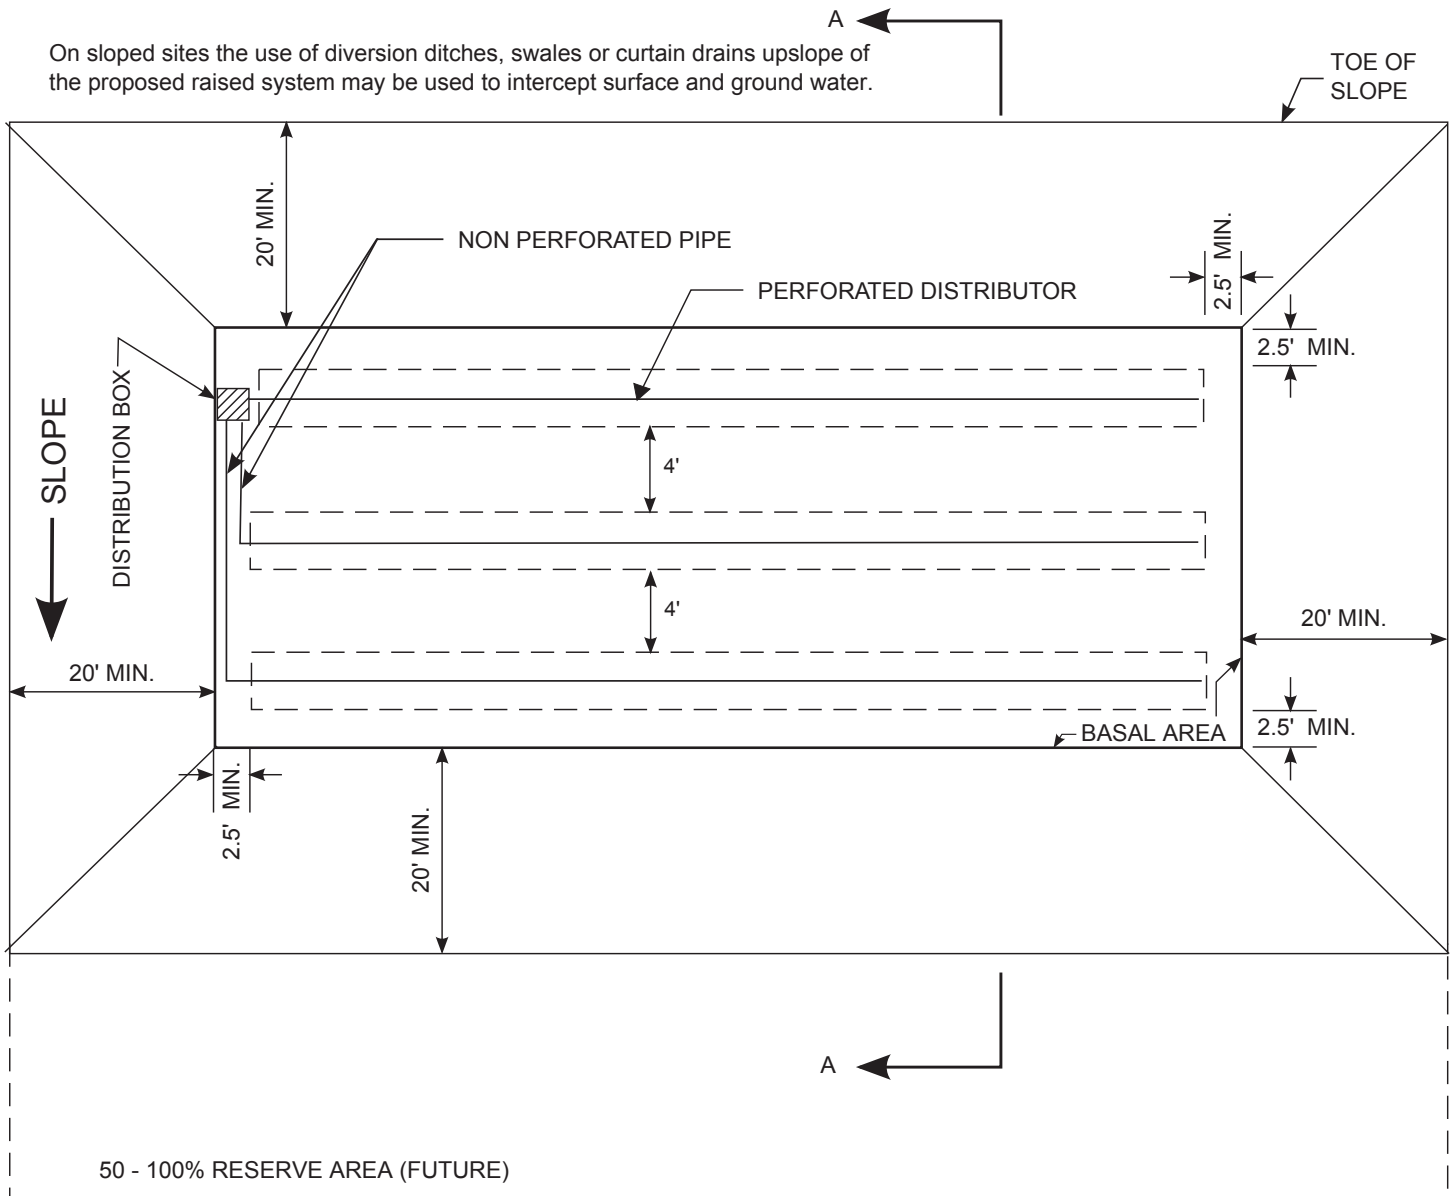 A
On sloped sites the use of diversion ditches, swales or curtain drains upslope of
the proposed raised system may be used to intercept surface and ground water.
TOE OF
SLOPE
20' MIN.
NON PERFORATED PIPE
2.5' MIN.
PERFORATED DISTRIBUTOR
2.5' MIN.
DISTRIBUTION BOX
SLOPE
4'
4'
20' MIN.
20' MIN.
2.5' MIN.
BASAL AREA
2.5' MIN.
20' MIN.
A
50 - 100% RESERVE AREA (FUTURE)